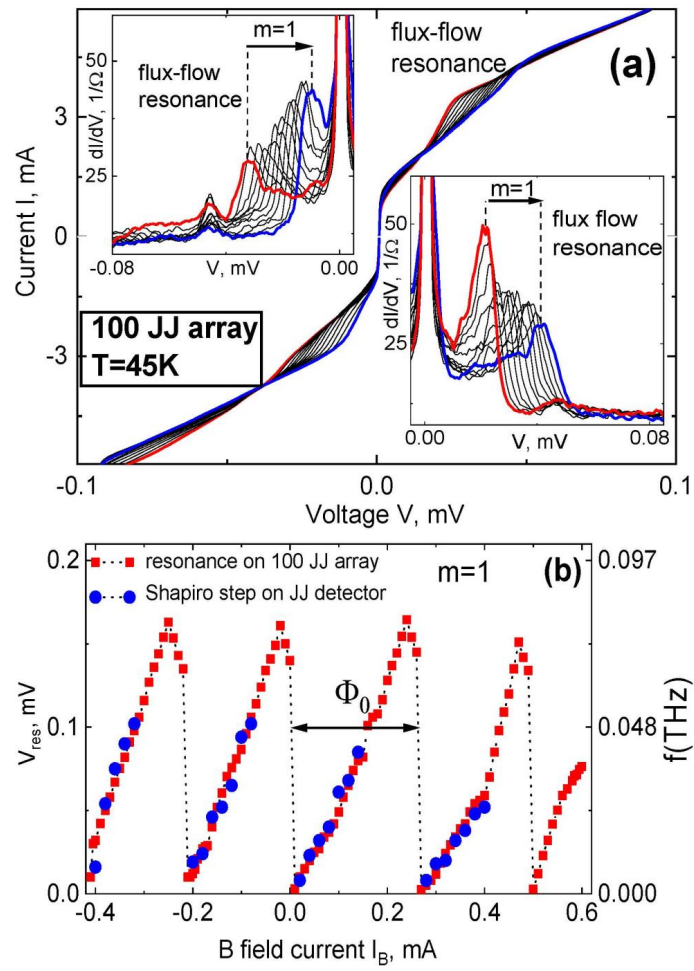 m=1
flux-flow
resonance
(a)
50
25
dI/dV, 1/Ω
flux-flow
resonance
-0.08
V, mV
0.00
3
0
-3
Current I, mA
m=1
flux flow
resonance
50
25
dI/dV, 1/Ω
0.00
V, mV
0.08
100 JJ array
T=45K
-0.1
0.0
0.1
Voltage V, mV
0.2
0.1
0.0
V_res, mV
resonance on 100 JJ array
Shapiro step on JJ detector
m=1
(b)
Φ₀
0.097
0.048
0.000
f(THz)
-0.4
-0.2
0.0
0.2
0.4
0.6
B field current I_B, mA